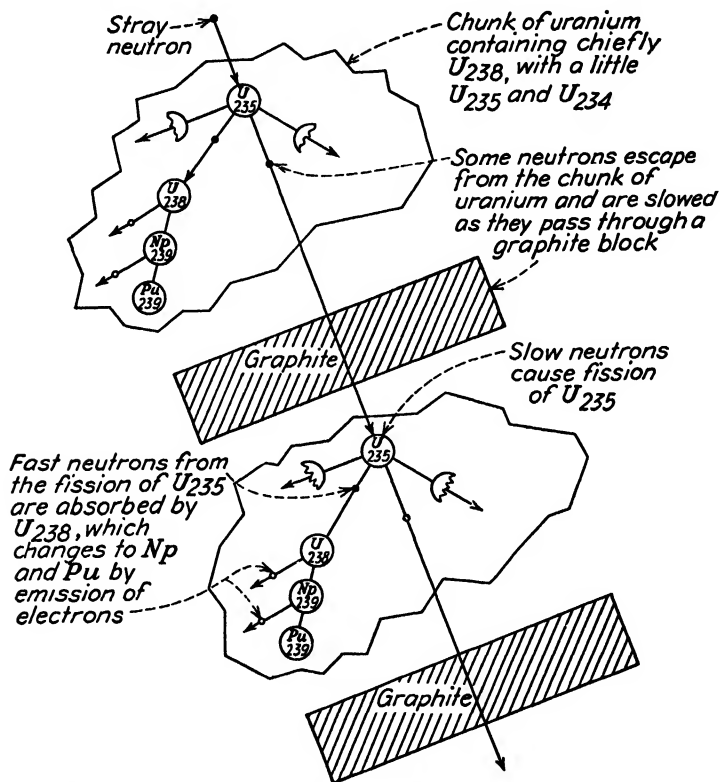 Stray
neutron
Chunk of uranium
containing chiefly
U238, with a little
U235 and U234
U
235
Some neutrons escape
from the chunk of
uranium and are slowed
as they pass through a
graphite block
U
238
Np
239
Pu
239
Graphite
Slow neutrons
cause fission
of U235
U
235
Fast neutrons from
the fission of U235
are absorbed by
U238, which
changes to Np
and Pu by
emission of
electrons
U
238
Np
239
Pu
239
Graphite